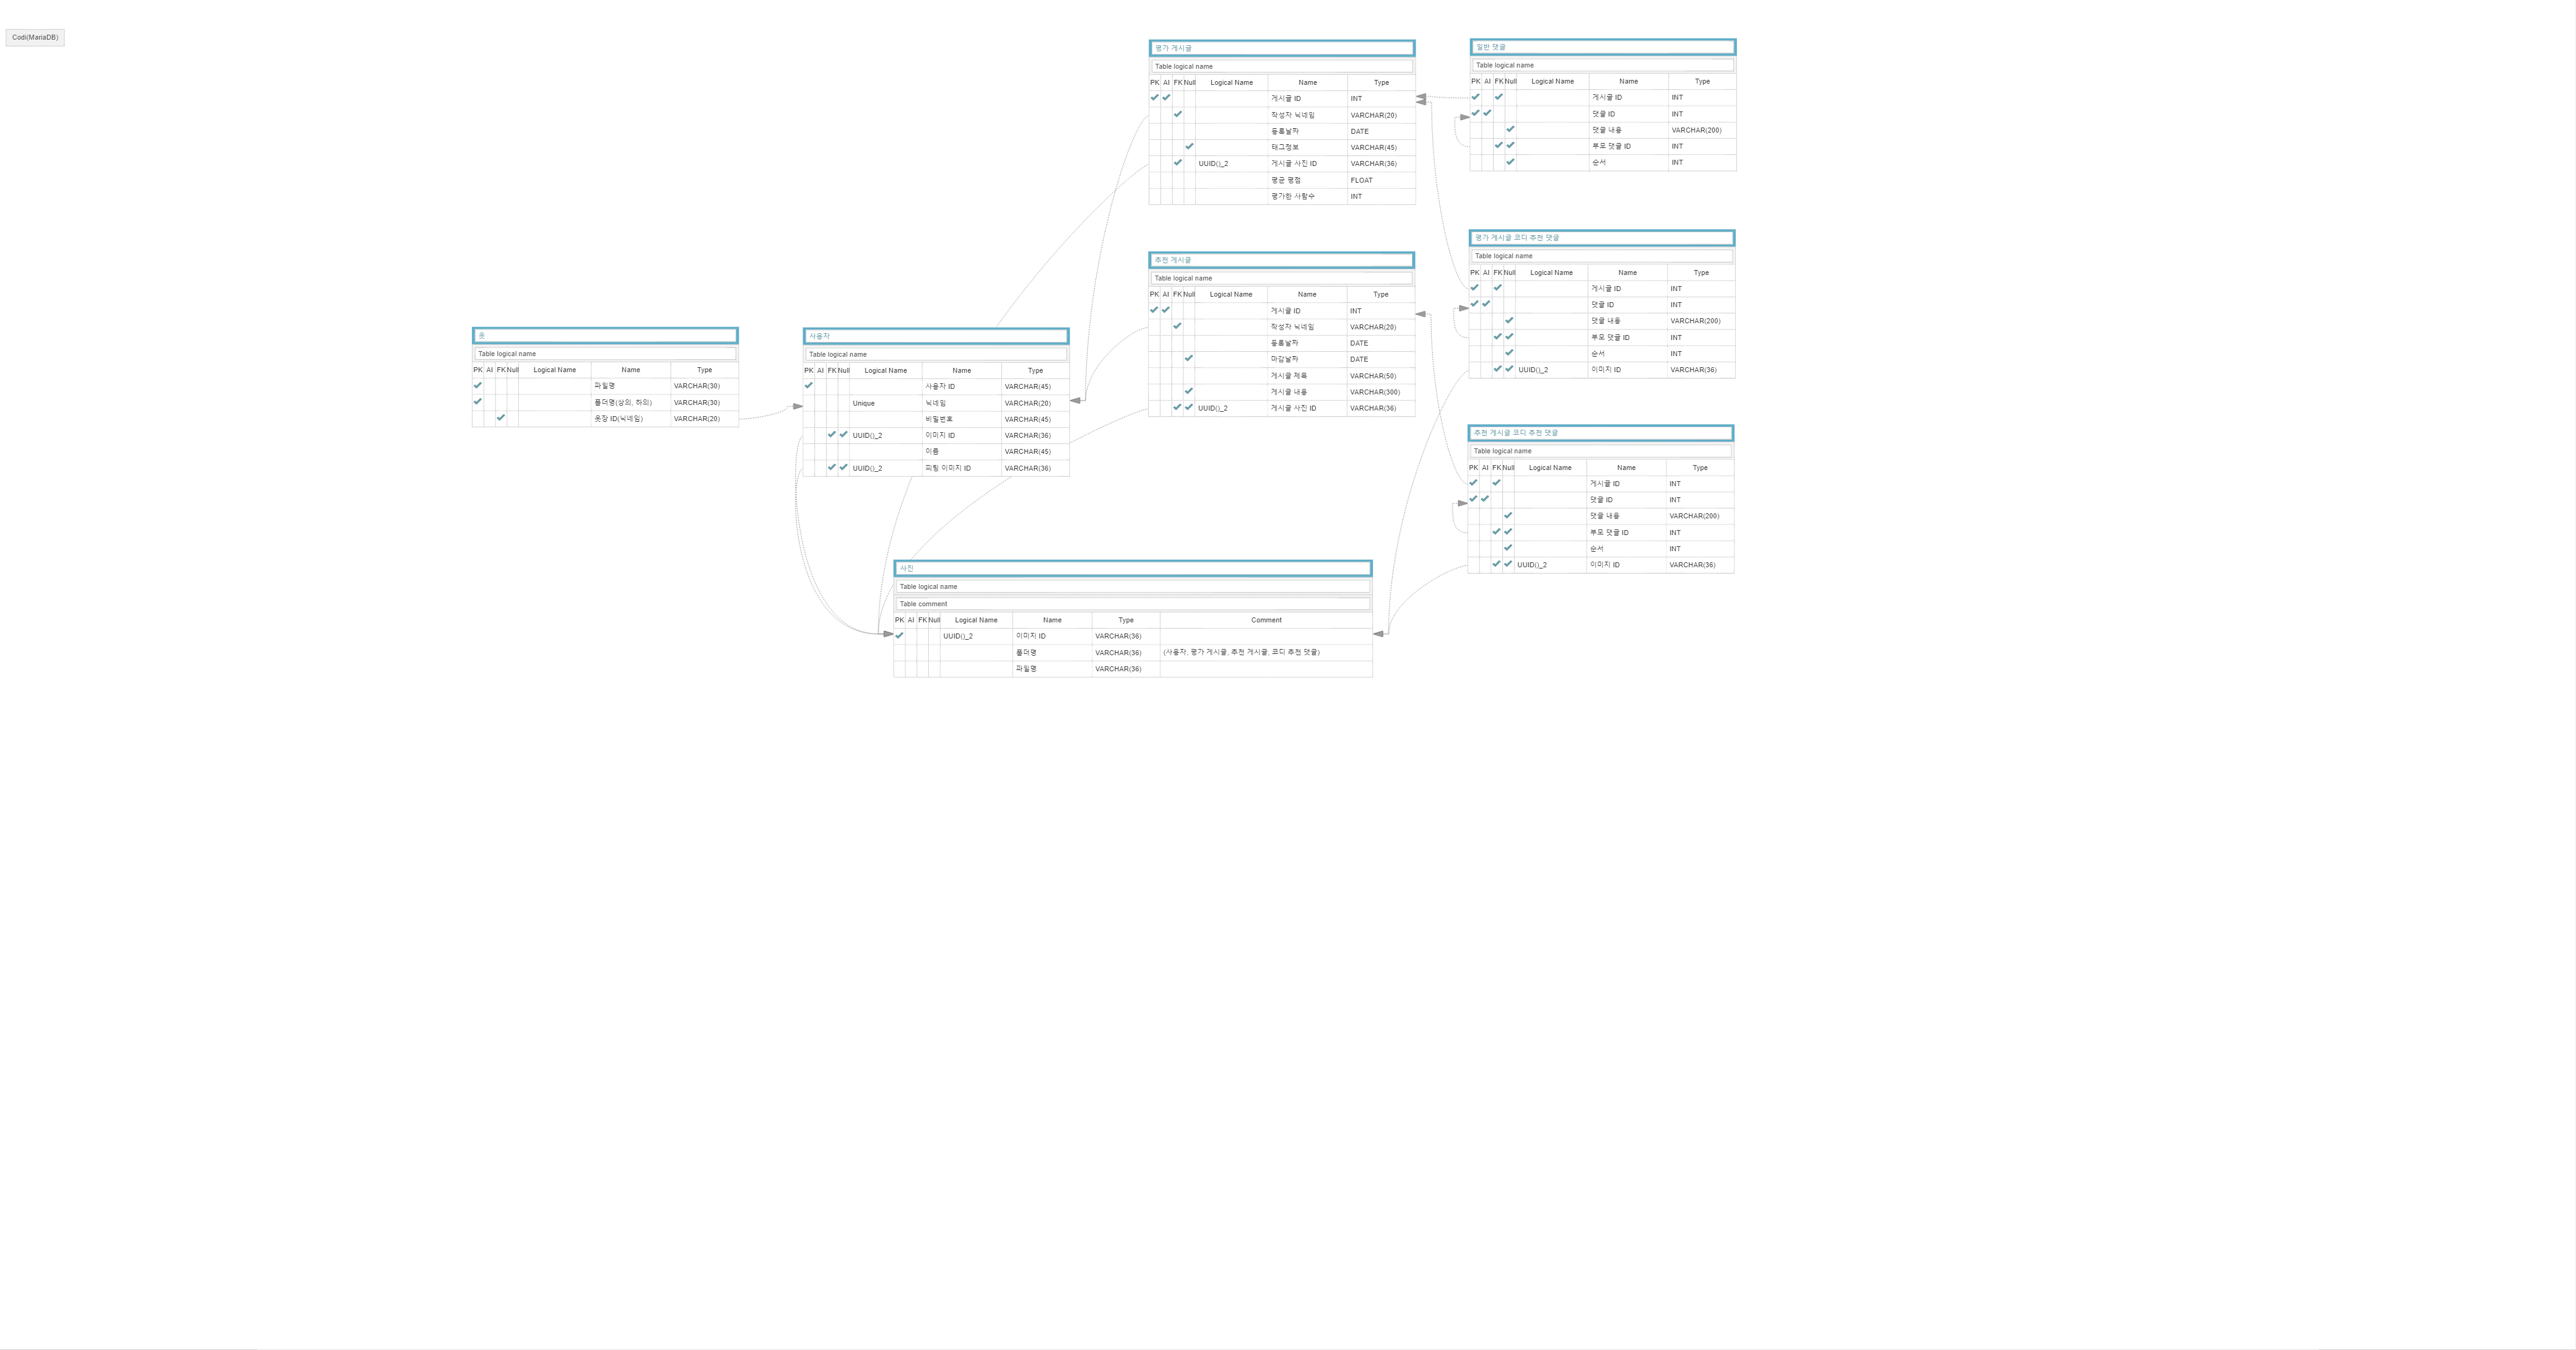 Codi(MariaDB)
평가 게시글
Table logical name
PK AI FK Null Logical Name Name Type
게시글 ID INT
작성자 닉네임 VARCHAR(20)
등록날짜 DATE
태그정보 VARCHAR(45)
UUID()_2 게시글 사진 ID VARCHAR(36)
평균 평점 FLOAT
평가한 사람수 INT
일반 댓글
Table logical name
PK AI FK Null Logical Name Name Type
게시글 ID INT
댓글 ID INT
댓글 내용 VARCHAR(200)
부모 댓글 ID INT
순서 INT
추천 게시글
Table logical name
PK AI FK Null Logical Name Name Type
게시글 ID INT
작성자 닉네임 VARCHAR(20)
등록날짜 DATE
마감날짜 DATE
게시글 제목 VARCHAR(50)
게시글 내용 VARCHAR(300)
UUID()_2 게시글 사진 ID VARCHAR(36)
평가 게시글 코디 추천 댓글
Table logical name
PK AI FK Null Logical Name Name Type
게시글 ID INT
댓글 ID INT
댓글 내용 VARCHAR(200)
부모 댓글 ID INT
순서 INT
UUID()_2 이미지 ID VARCHAR(36)
옷
Table logical name
PK AI FK Null Logical Name Name Type
파일명 VARCHAR(30)
폴더명(상의, 하의) VARCHAR(30)
옷장 ID(닉네임) VARCHAR(20)
사용자
Table logical name
PK AI FK Null Logical Name Name Type
사용자 ID VARCHAR(45)
Unique 닉네임 VARCHAR(20)
비밀번호 VARCHAR(45)
UUID()_2 이미지 ID VARCHAR(36)
이름 VARCHAR(45)
UUID()_2 피팅 이미지 ID VARCHAR(36)
추천 게시글 코디 추천 댓글
Table logical name
PK AI FK Null Logical Name Name Type
게시글 ID INT
댓글 ID INT
댓글 내용 VARCHAR(200)
부모 댓글 ID INT
순서 INT
UUID()_2 이미지 ID VARCHAR(36)
사진
Table logical name
Table comment
PK AI FK Null Logical Name Name Type Comment
UUID()_2 이미지 ID VARCHAR(36)
폴더명 VARCHAR(36) (사용자, 평가 게시글, 추천 게시글, 코디 추천 댓글)
파일명 VARCHAR(36)